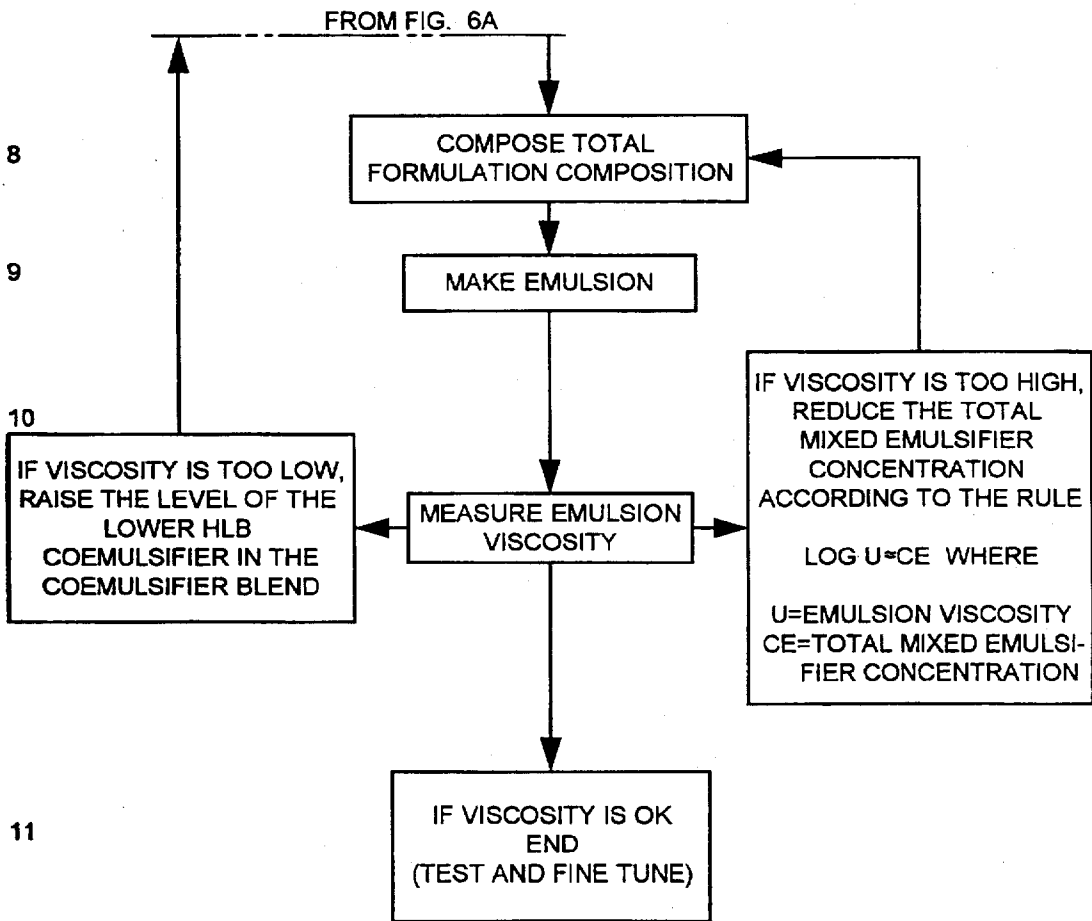 FROM FIG. 6A
8
COMPOSE TOTAL
FORMULATION COMPOSITION
9
MAKE EMULSION
10
IF VISCOSITY IS TOO LOW,
RAISE THE LEVEL OF THE
LOWER HLB
COEMULSIFIER IN THE
COEMULSIFIER BLEND
MEASURE EMULSION
VISCOSITY
IF VISCOSITY IS TOO HIGH,
REDUCE THE TOTAL
MIXED EMULSIFIER
CONCENTRATION
ACCORDING TO THE RULE
LOG U≈CE WHERE
U=EMULSION VISCOSITY
CE=TOTAL MIXED EMULSI-
FIER CONCENTRATION
11
IF VISCOSITY IS OK
END
(TEST AND FINE TUNE)